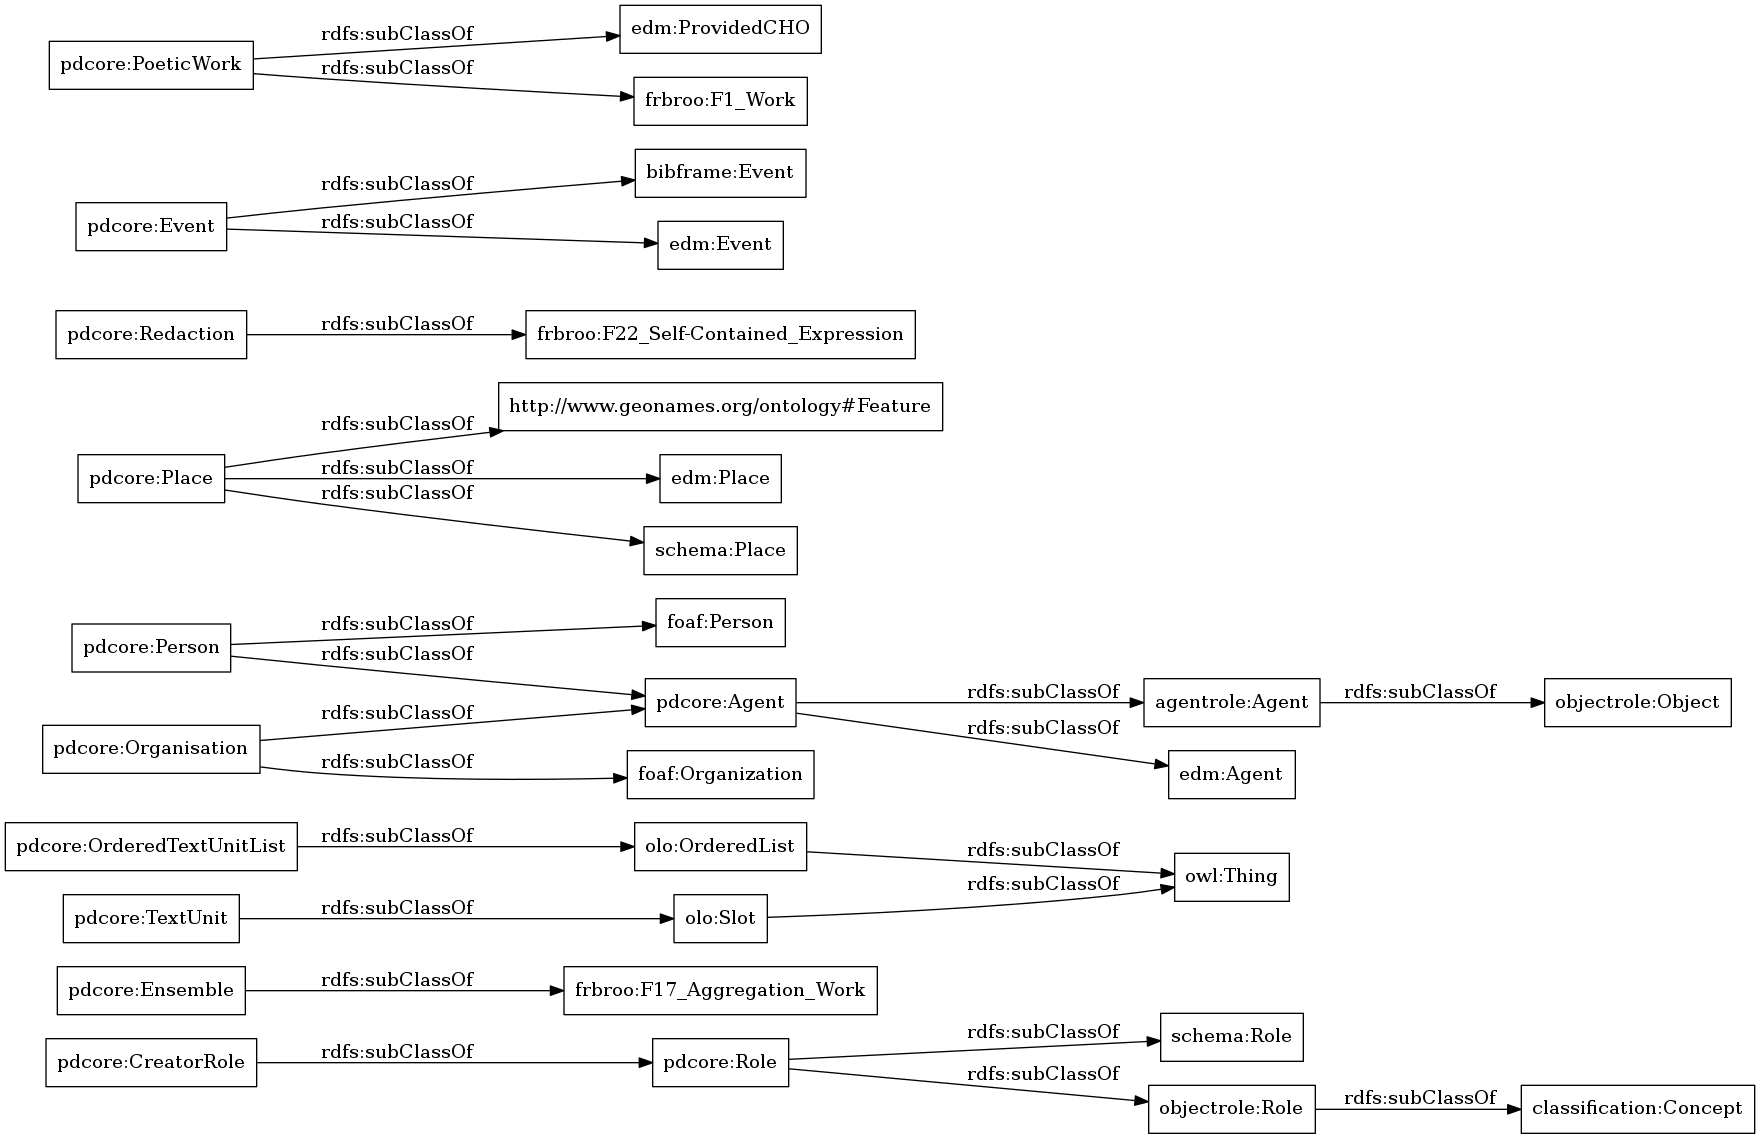 edm:ProvidedCHO
rdfs:subClassOf
pdcore:PoeticWork
rdfs:subClassOf
frbroo:F1_Work
bibframe:Event
rdfs:subClassOf
pdcore:Event
rdfs:subClassOf
edm:Event
pdcore:Redaction
rdfs:subClassOf
frbroo:F22_Self-Contained_Expression
http://www.geonames.org/ontology#Feature
rdfs:subClassOf
pdcore:Place
rdfs:subClassOf
edm:Place
rdfs:subClassOf
schema:Place
foaf:Person
rdfs:subClassOf
pdcore:Person
rdfs:subClassOf
pdcore:Agent
rdfs:subClassOf
agentrole:Agent
rdfs:subClassOf
objectrole:Object
rdfs:subClassOf
rdfs:subClassOf
edm:Agent
pdcore:Organisation
rdfs:subClassOf
foaf:Organization
pdcore:OrderedTextUnitList
rdfs:subClassOf
olo:OrderedList
rdfs:subClassOf
owl:Thing
rdfs:subClassOf
pdcore:TextUnit
rdfs:subClassOf
olo:Slot
pdcore:Ensemble
rdfs:subClassOf
frbroo:F17_Aggregation_Work
pdcore:CreatorRole
rdfs:subClassOf
pdcore:Role
rdfs:subClassOf
schema:Role
rdfs:subClassOf
objectrole:Role
rdfs:subClassOf
classification:Concept